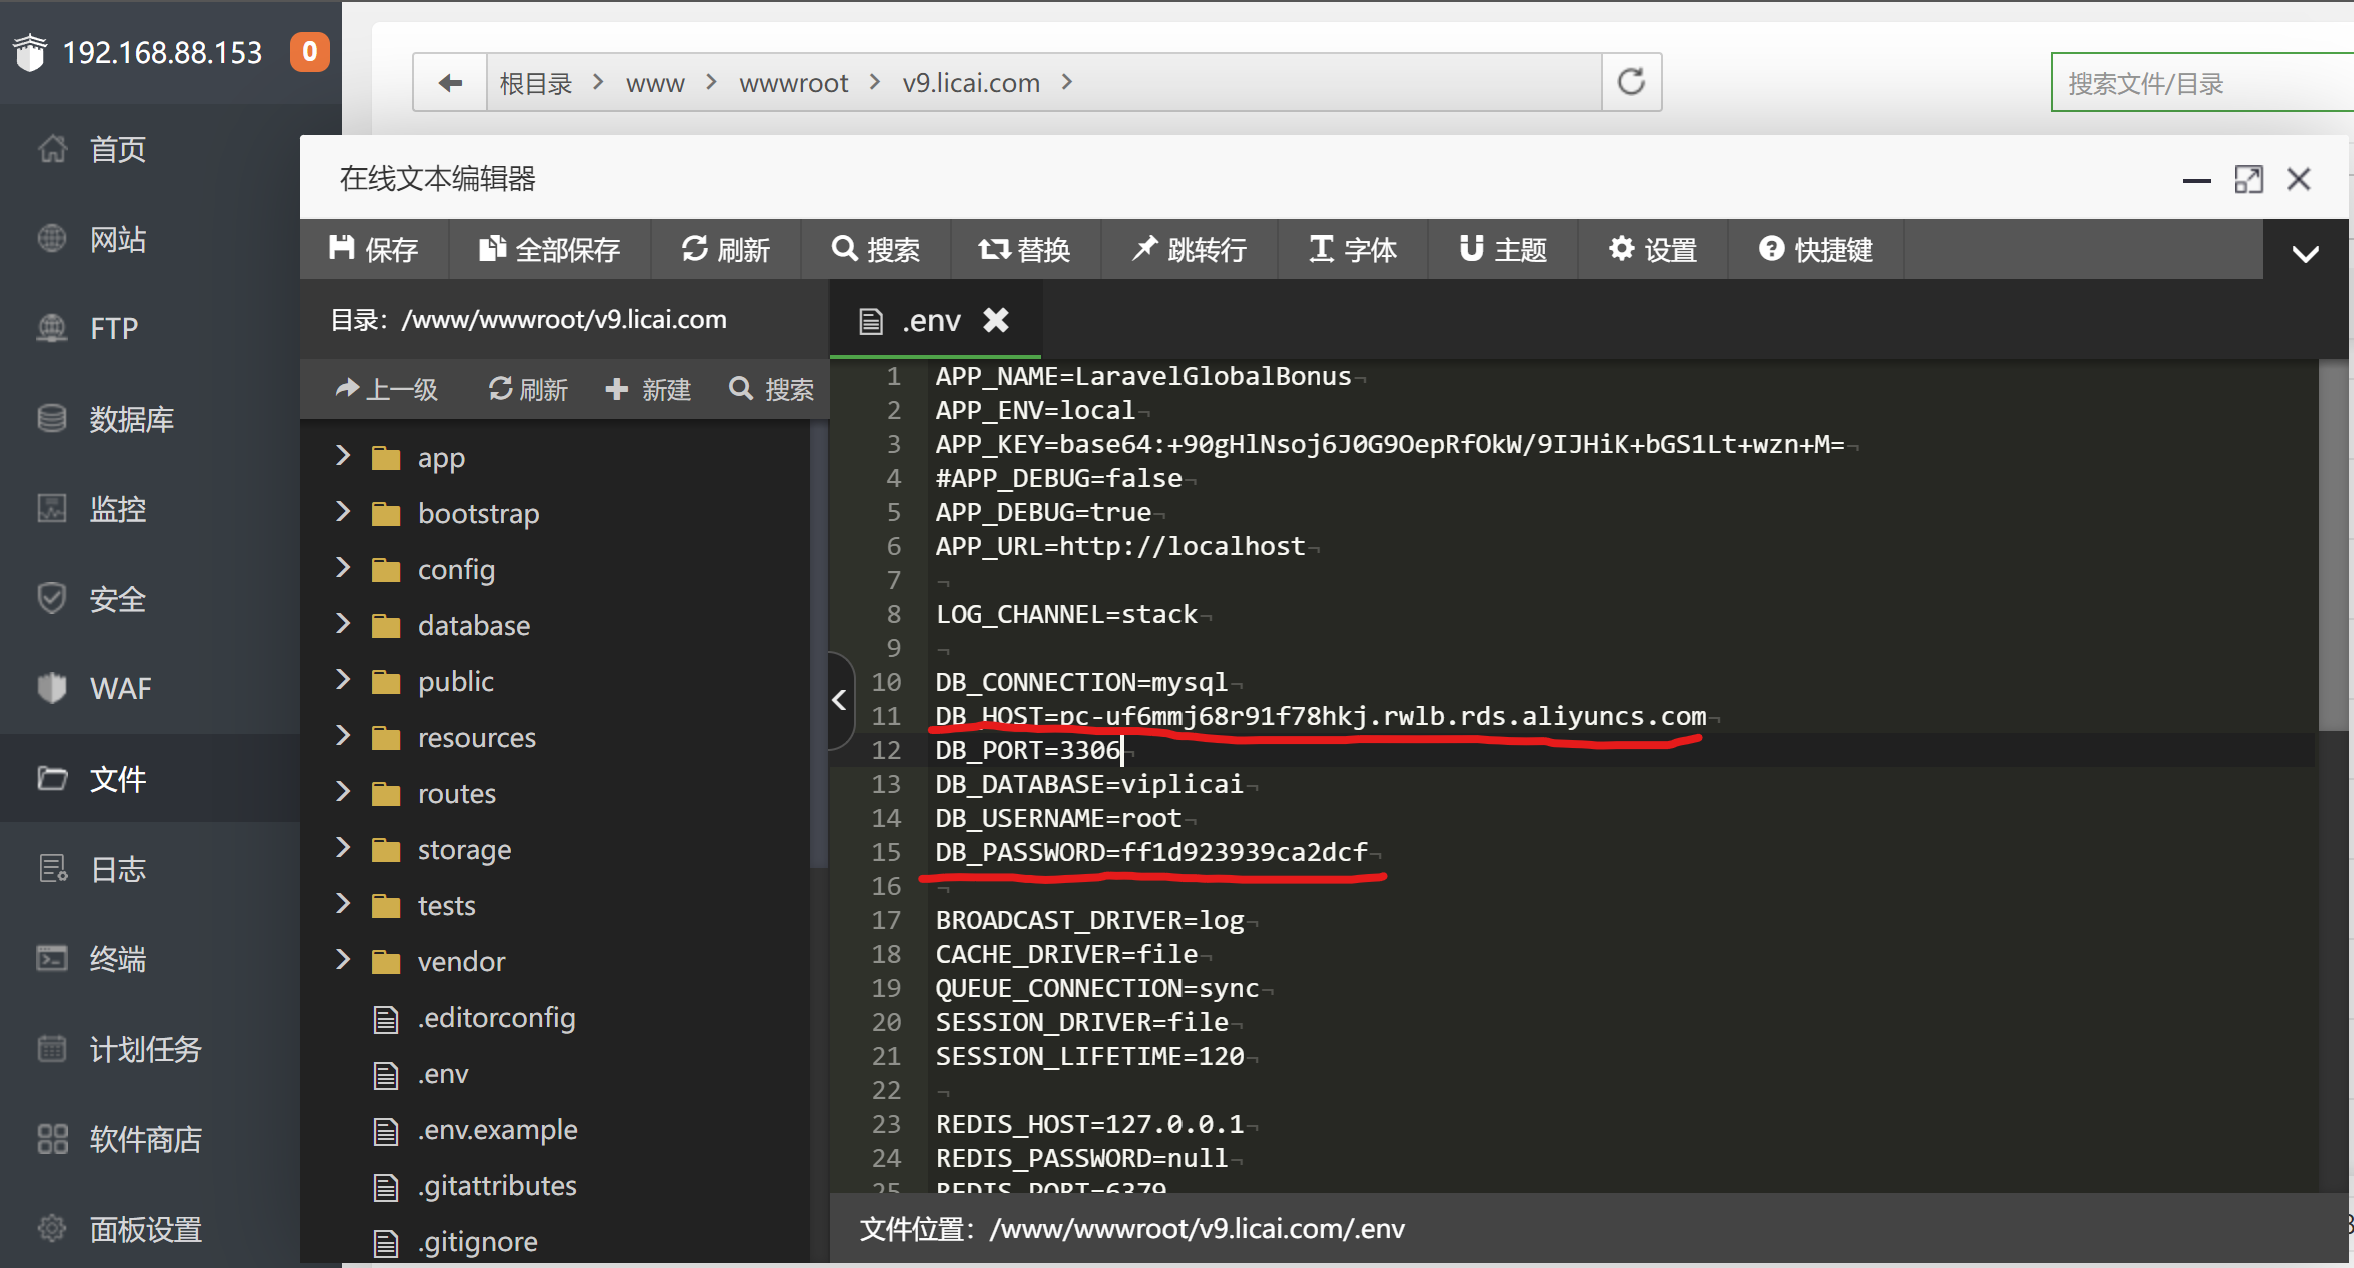 192.168.88.153 0
首页
网站
FTP
数据库
监控
安全
WAF
文件
日志
终端
计划任务
软件商店
面板设置
根目录 > www > wwwroot > v9.licai.com >
搜索文件/目录
在线文本编辑器
保存 全部保存 刷新 搜索 替换 跳转行 字体 主题 设置 快捷键
目录：/www/wwwroot/v9.licai.com
上一级 刷新 新建 搜索
app
bootstrap
config
database
public
resources
routes
storage
tests
vendor
.editorconfig
.env
.env.example
.gitattributes
.gitignore
.env
1 APP_NAME=LaravelGlobalBonus
2 APP_ENV=local
3 APP_KEY=base64:+90gHlNsoj6J0G9OepRfOkW/9IJHiK+bGS1Lt+wzn+M=
4 #APP_DEBUG=false
5 APP_DEBUG=true
6 APP_URL=http://localhost
7
8 LOG_CHANNEL=stack
9
10 DB_CONNECTION=mysql
11 DB_HOST=pc-uf6mmj68r91f78hkj.rwlb.rds.aliyuncs.com
12 DB_PORT=3306
13 DB_DATABASE=viplicai
14 DB_USERNAME=root
15 DB_PASSWORD=ff1d923939ca2dcf
16
17 BROADCAST_DRIVER=log
18 CACHE_DRIVER=file
19 QUEUE_CONNECTION=sync
20 SESSION_DRIVER=file
21 SESSION_LIFETIME=120
22
23 REDIS_HOST=127.0.0.1
24 REDIS_PASSWORD=null
25 REDIS_PORT=6379
文件位置：/www/wwwroot/v9.licai.com/.env